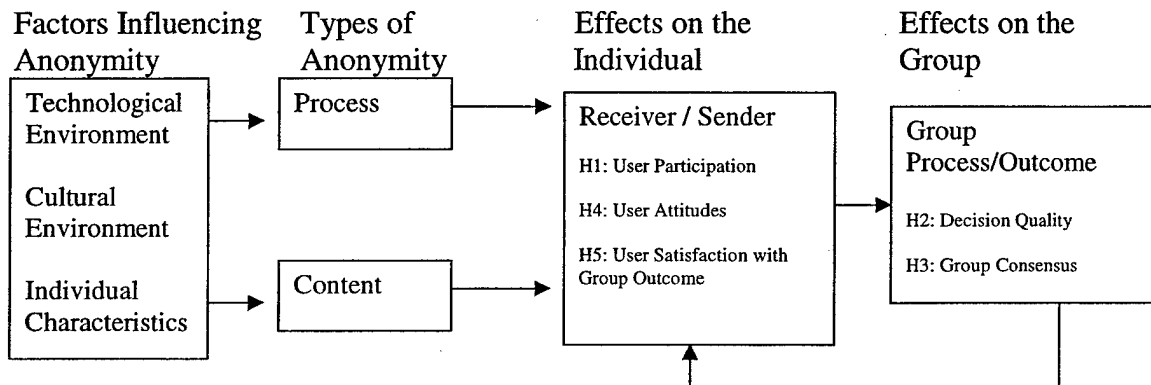 Factors Influencing
Anonymity
Technological
Environment
Cultural
Environment
Individual
Characteristics
Types of
Anonymity
Process
Content
Effects on the
Individual
Receiver / Sender
H1: User Participation
H4: User Attitudes
H5: User Satisfaction with
Group Outcome
Effects on the
Group
Group
Process/Outcome
H2: Decision Quality
H3: Group Consensus